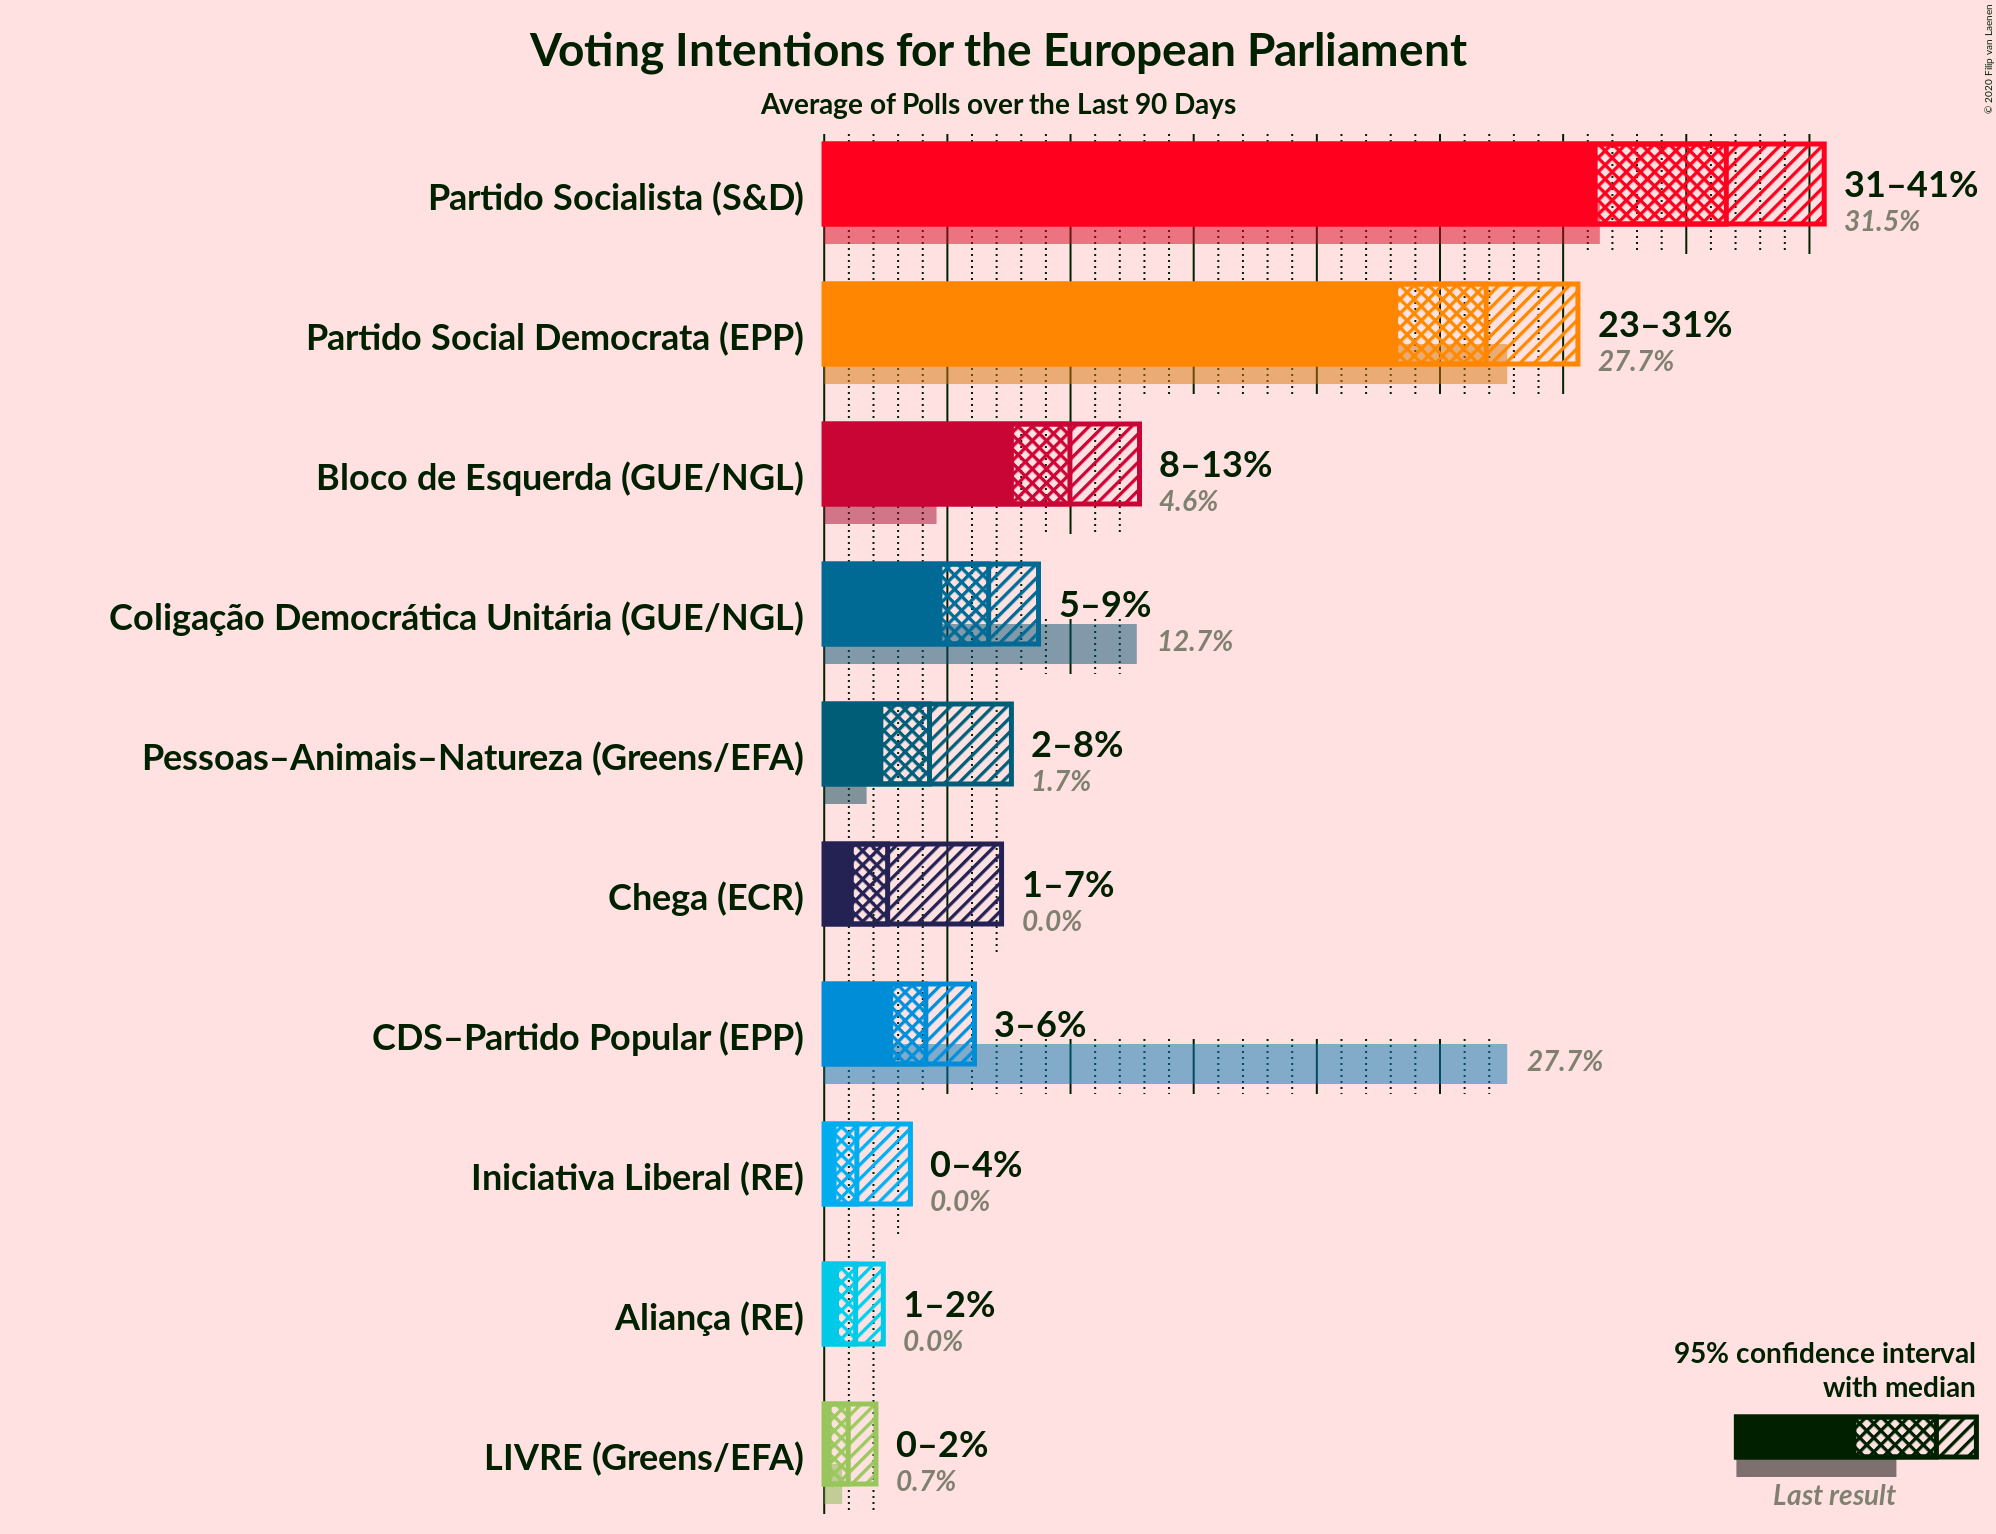 Voting Intentions for the European Parliament
Average of Polls over the Last 90 Days
© 2020 Filip van Laenen
Partido Socialista (S&D)
31–41%
31.5%
Partido Social Democrata (EPP)
23–31%
27.7%
Bloco de Esquerda (GUE/NGL)
8–13%
4.6%
Coligação Democrática Unitária (GUE/NGL)
5–9%
12.7%
Pessoas–Animais–Natureza (Greens/EFA)
2–8%
1.7%
Chega (ECR)
1–7%
0.0%
CDS–Partido Popular (EPP)
3–6%
27.7%
Iniciativa Liberal (RE)
0–4%
0.0%
Aliança (RE)
1–2%
0.0%
LIVRE (Greens/EFA)
0–2%
0.7%
95% confidence interval
with median
Last result